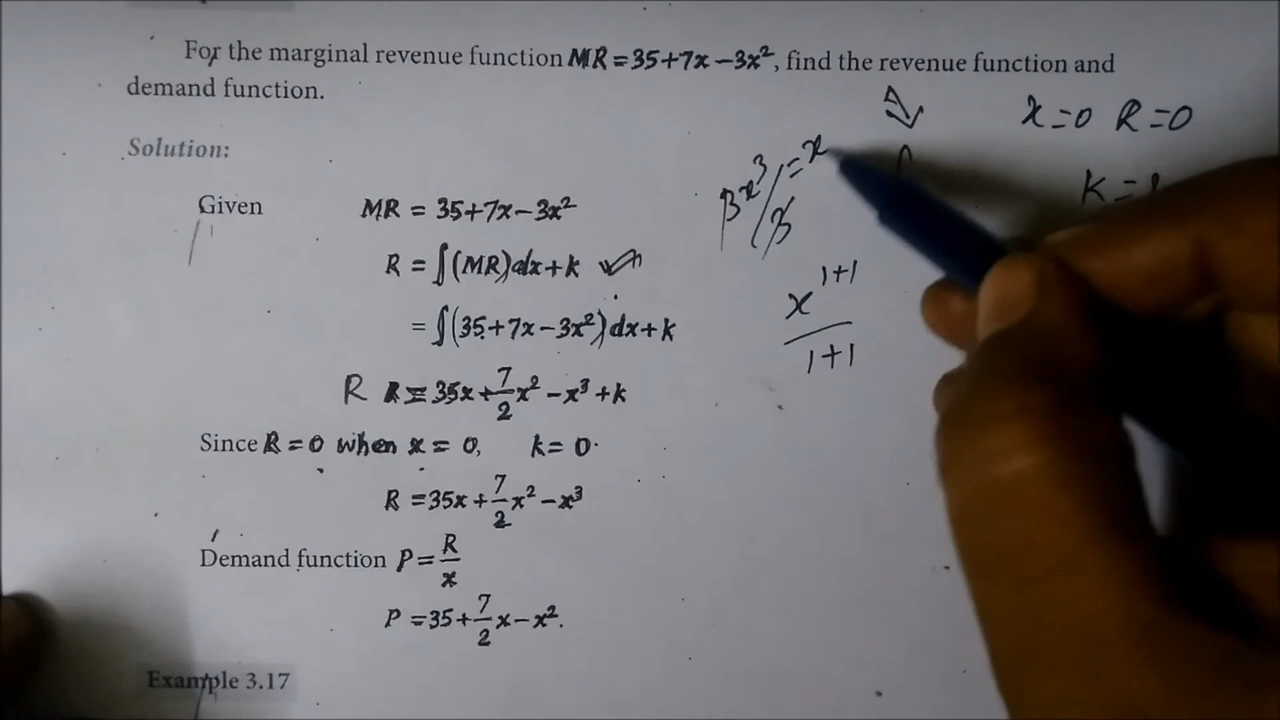 For the marginal revenue function MR = 35 + 7x − 3x², find the revenue function and
demand function.
Solution:
Given MR = 35 + 7x − 3x²
R = ∫(MR)dx + k
= ∫(35 + 7x − 3x²)dx + k
R = 35x + 7/2 x² − x³ + k
Since R = 0 when x = 0, k = 0.
R = 35x + 7/2 x² − x³
Demand function P = R/x
P = 35 + 7/2 x − x².
Example 3.17
x = 0 R = 0
K =
3x³/3 = x
x^(1+1)
1+1